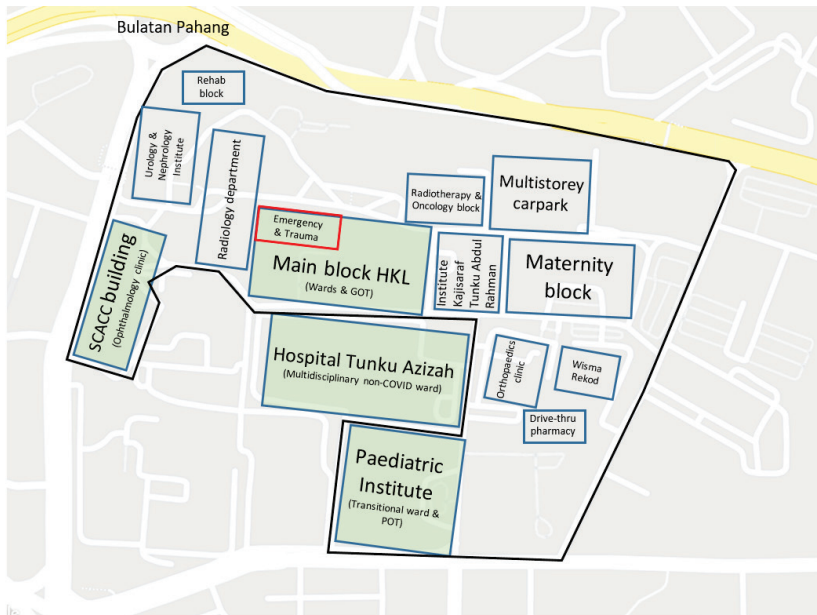 Bulatan Pahang
Rehab
block
Urology &
Nephrology
Institute
Radiology department
Radiotherapy &
Oncology block
Multistorey
carpark
Emergency
& Trauma
Main block HKL
(Wards & GOT)
Institute
Kajisaraf
Tunku Abdul
Rahman
Maternity
block
SCACC building
(Ophthalmology clinic)
Hospital Tunku Azizah
(Multidisciplinary non-COVID ward)
Orthopaedics
clinic
Wisma
Rekod
Drive-thru
pharmacy
Paediatric
Institute
(Transitional ward &
POT)